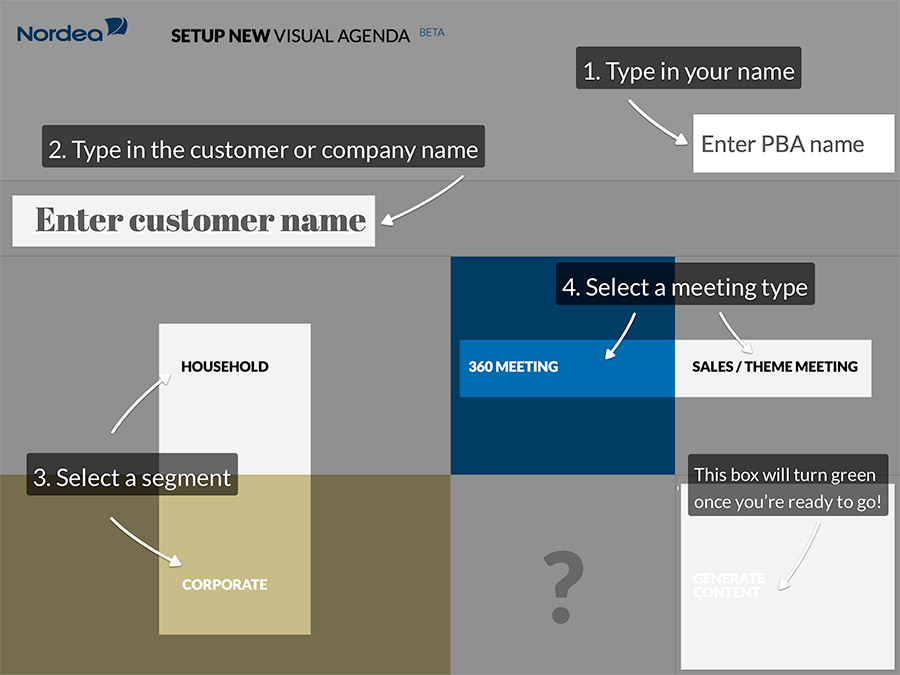 Nordea
SETUP NEW VISUAL AGENDA BETA
1. Type in your name
Enter PBA name
2. Type in the customer or company name
Enter customer name
4. Select a meeting type
HOUSEHOLD
360 MEETING
SALES / THEME MEETING
3. Select a segment
CORPORATE
This box will turn green
once you’re ready to go!
?
GENERATE
CONTENT